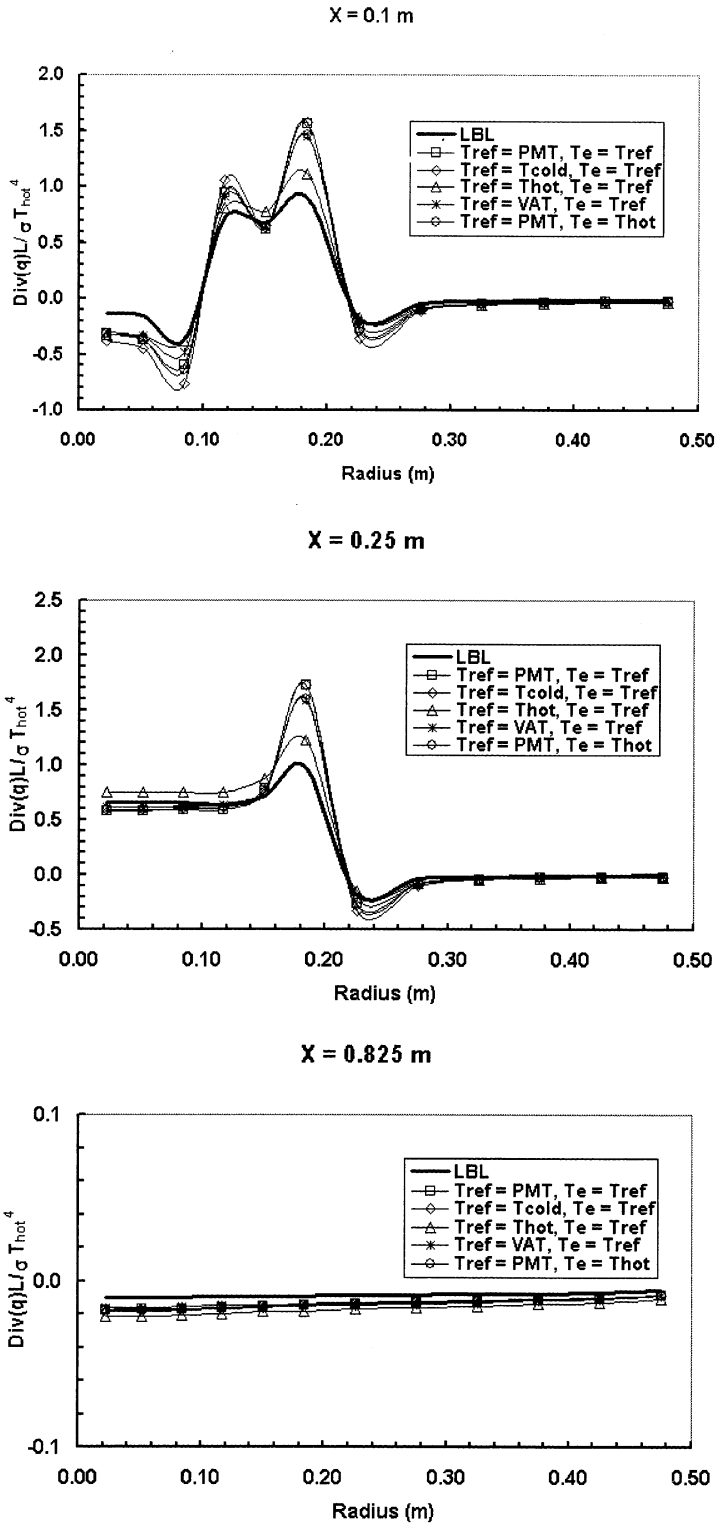 X = 0.1 m
2.0
1.5
1.0
0.5
0.0
-0.5
-1.0
Div(q)L/σ Thot^4
LBL
Tref = PMT, Te = Tref
Tref = Tcold, Te = Tref
Tref = Thot, Te = Tref
Tref = VAT, Te = Tref
Tref = PMT, Te = Thot
0.00 0.10 0.20 0.30 0.40 0.50
Radius (m)
X = 0.25 m
2.5
2.0
1.5
1.0
0.5
0.0
-0.5
Div(q)L/σ Thot^4
LBL
Tref = PMT, Te = Tref
Tref = Tcold, Te = Tref
Tref = Thot, Te = Tref
Tref = VAT, Te = Tref
Tref = PMT, Te = Thot
0.00 0.10 0.20 0.30 0.40 0.50
Radius (m)
X = 0.825 m
0.1
0.0
-0.1
Div(q)L/σ Thot^4
LBL
Tref = PMT, Te = Tref
Tref = Tcold, Te = Tref
Tref = Thot, Te = Tref
Tref = VAT, Te = Tref
Tref = PMT, Te = Thot
0.00 0.10 0.20 0.30 0.40 0.50
Radius (m)